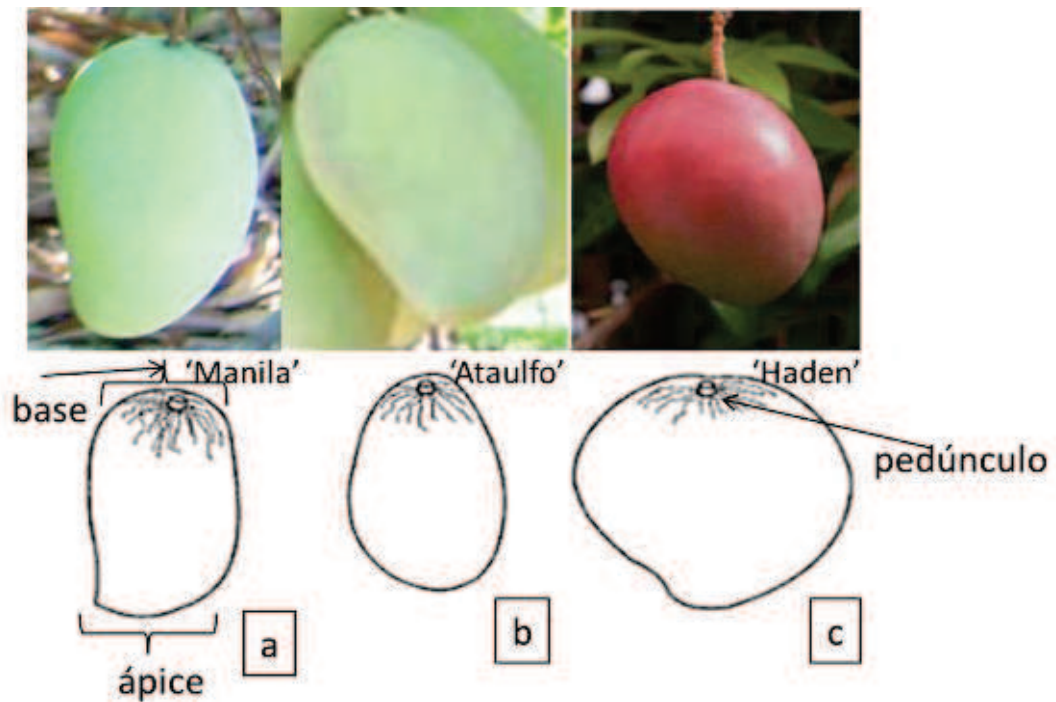 'Manila'
'Ataulfo'
'Haden'
base
pedúnculo
a
b
c
ápice